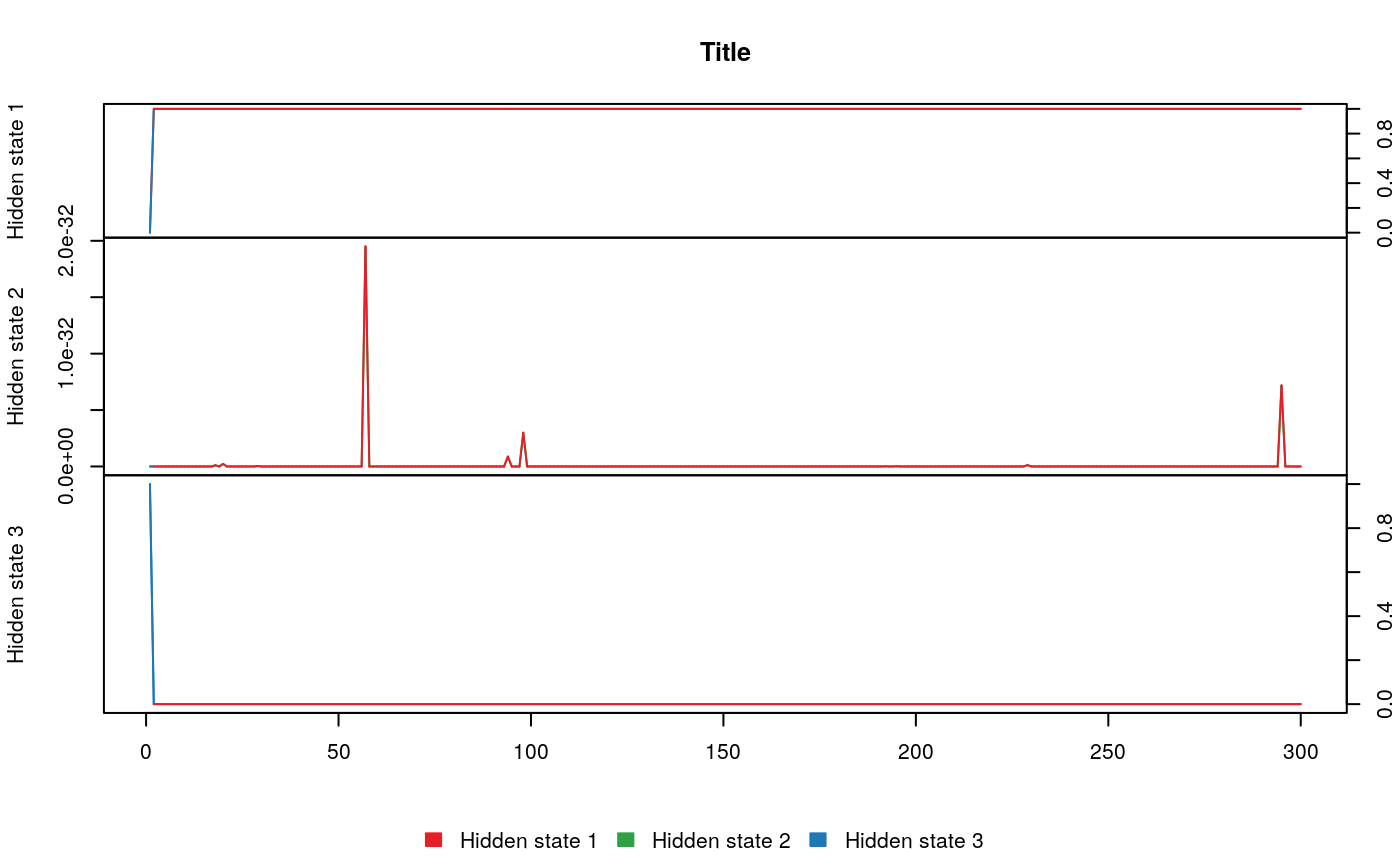 Title
Hidden state 1
0.0 0.4 0.8
Hidden state 2
0.0e+00 1.0e-32 2.0e-32
Hidden state 3
0.0 0.4 0.8
0 50 100 150 200 250 300
Hidden state 1 Hidden state 2 Hidden state 3